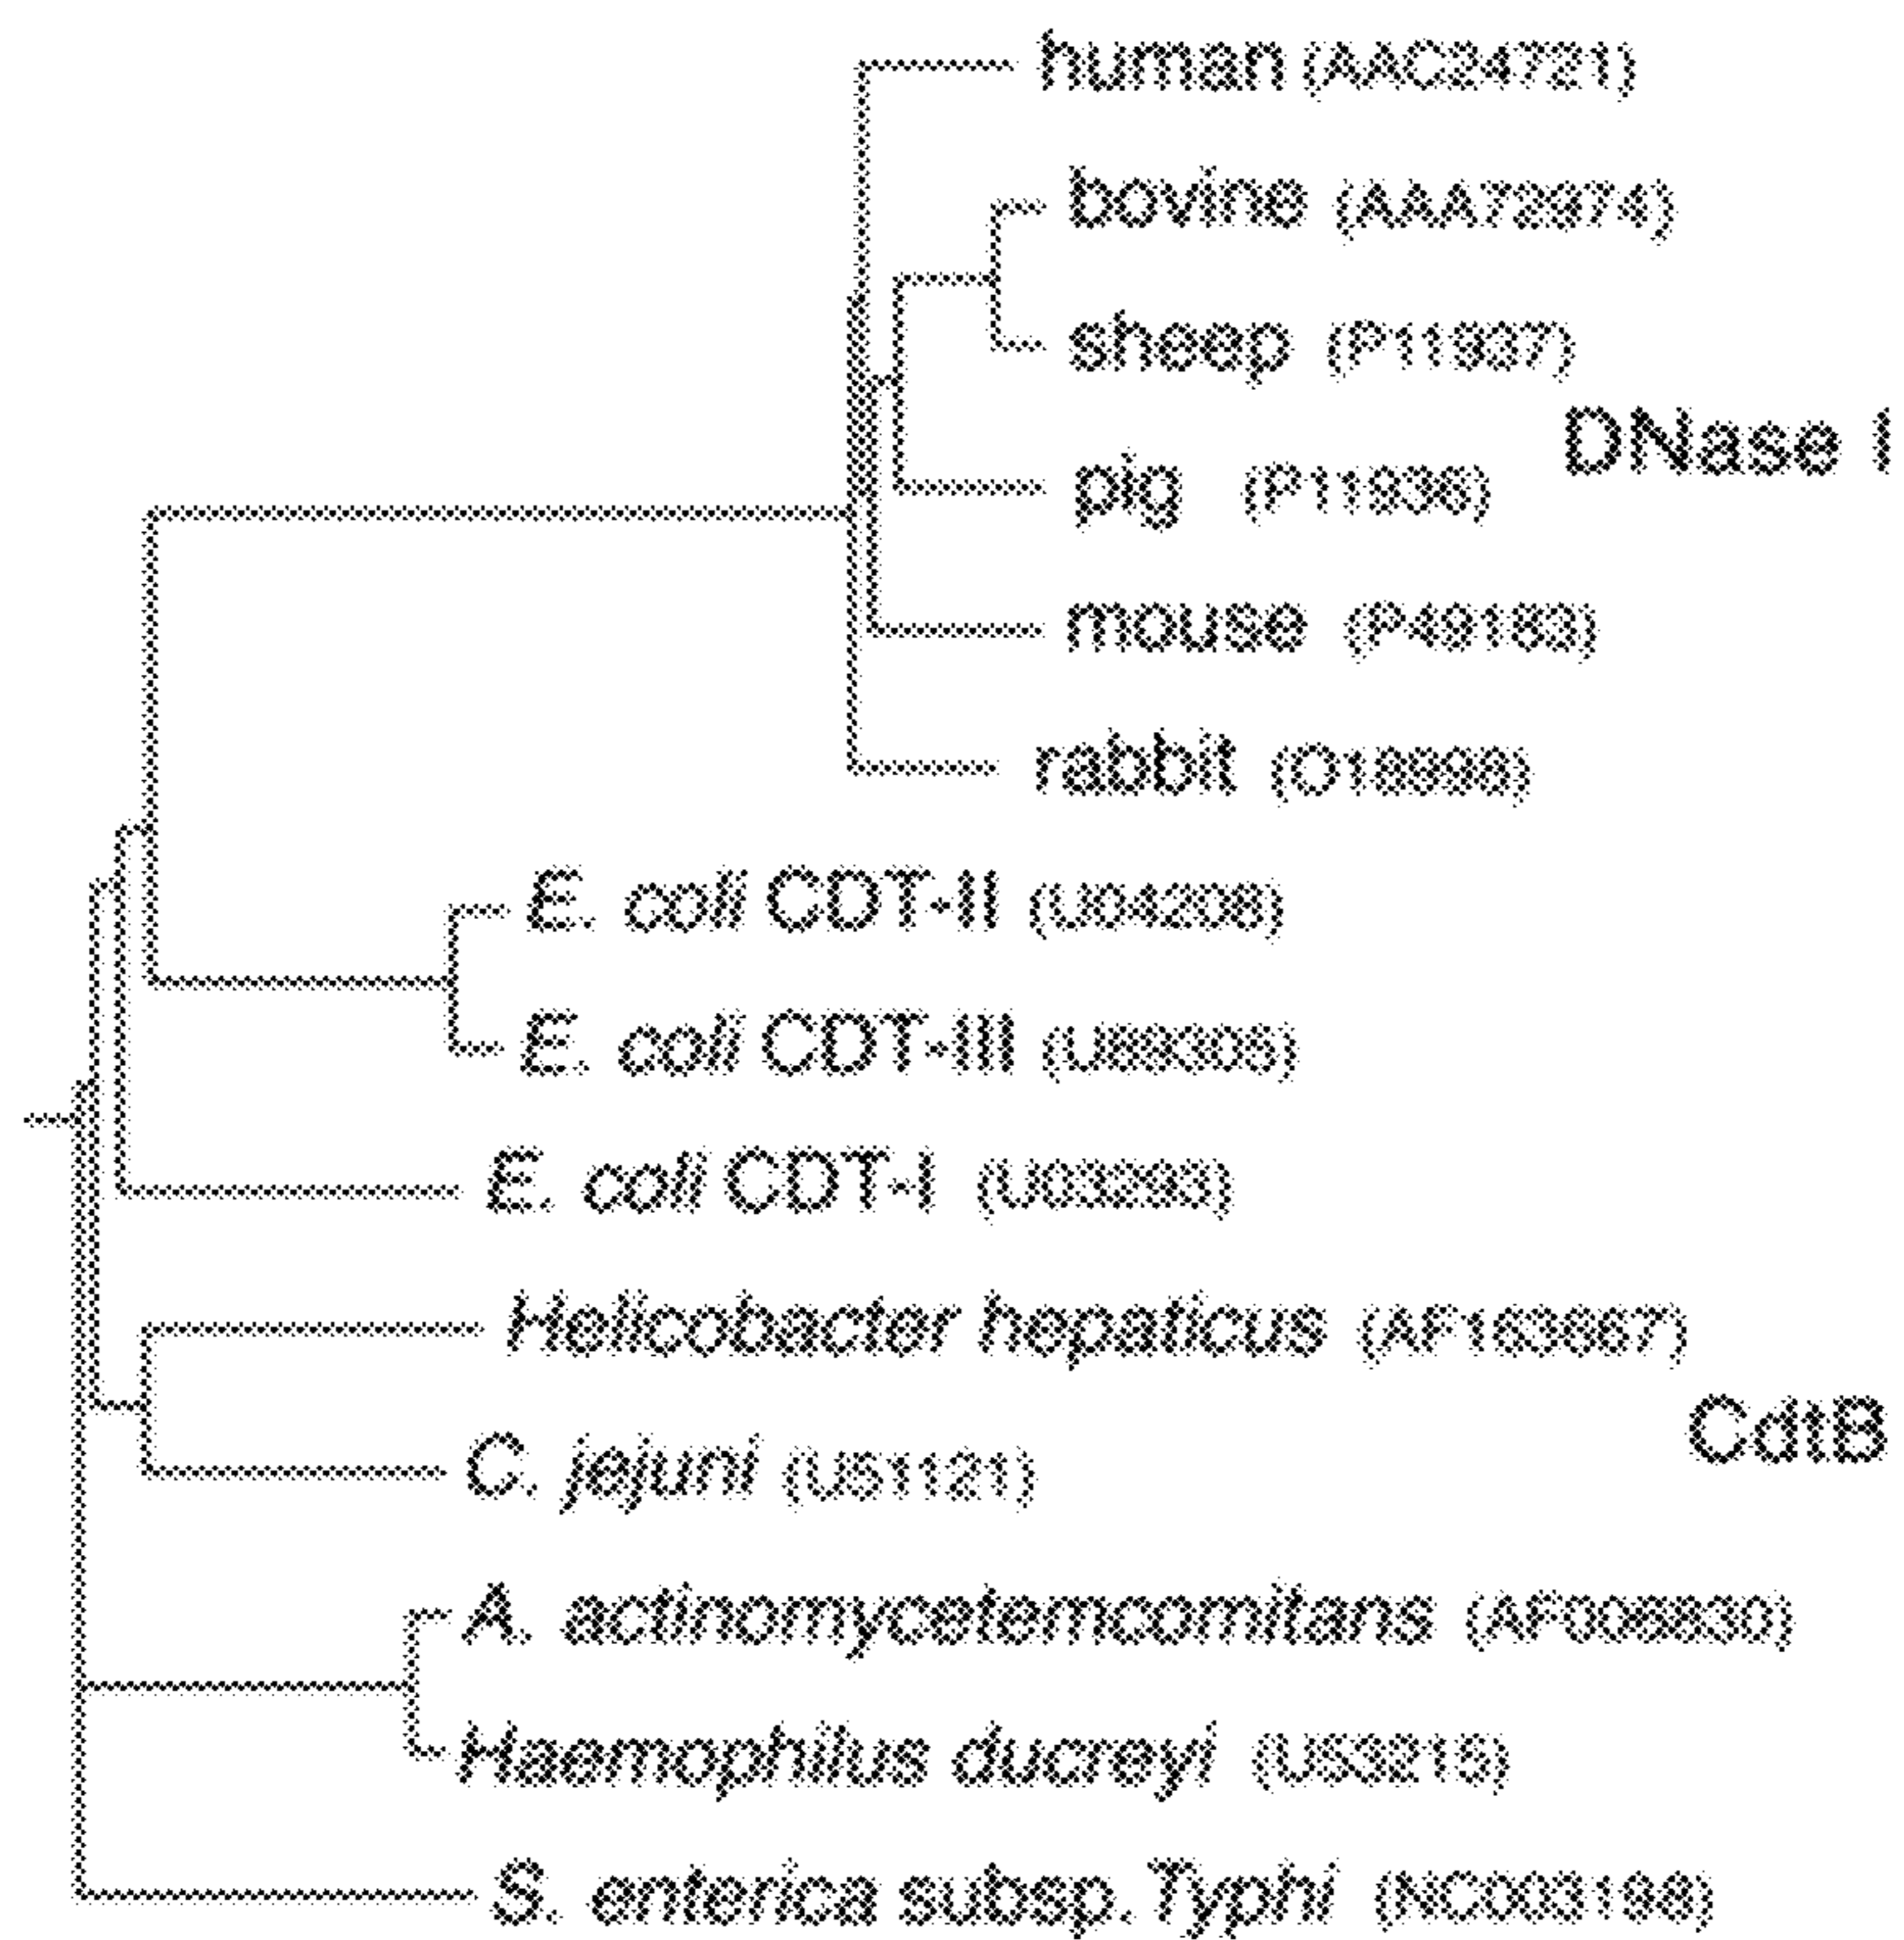 human (AAC24721)
bovine (AAA72974)
sheep (P11937)
DNase I
pig (P11936)
mouse (P49183)
rabbit (O18998)
E. coli CDT-II (U04208)
E. coli CDT-III (U89305)
E. coli CDT-I (U03293)
Helicobacter hepaticus (AF163667)
CdtB
C. jejuni (U51121)
A. actinomycetemcomitans (AF006830)
Haemophilus ducreyi (U53215)
S. enterica subsp. Typhi (NC003198)